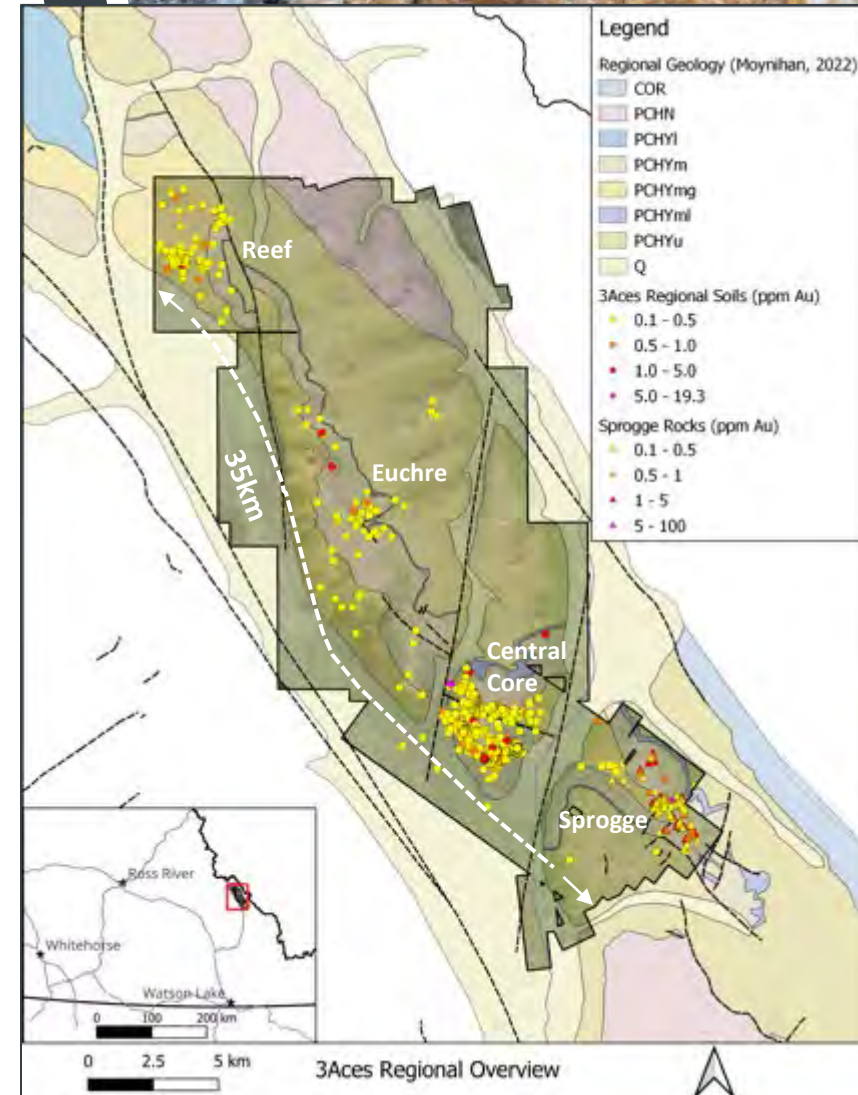 Legend
Regional Geology (Moynihan, 2022)
COR
PCHN
PCHYl
PCHYm
PCHYmg
PCHYml
PCHYu
Q
3Aces Regional Soils (ppm Au)
0.1 - 0.5
0.5 - 1.0
1.0 - 5.0
5.0 - 19.3
Sprogge Rocks (ppm Au)
0.1 - 0.5
0.5 - 1
1 - 5
5 - 100
Reef
35km
Euchre
Central
Core
Sprogge
Ross River
Whitehorse
Watson Lake
0 100 200 km
0 2.5 5 km
3Aces Regional Overview